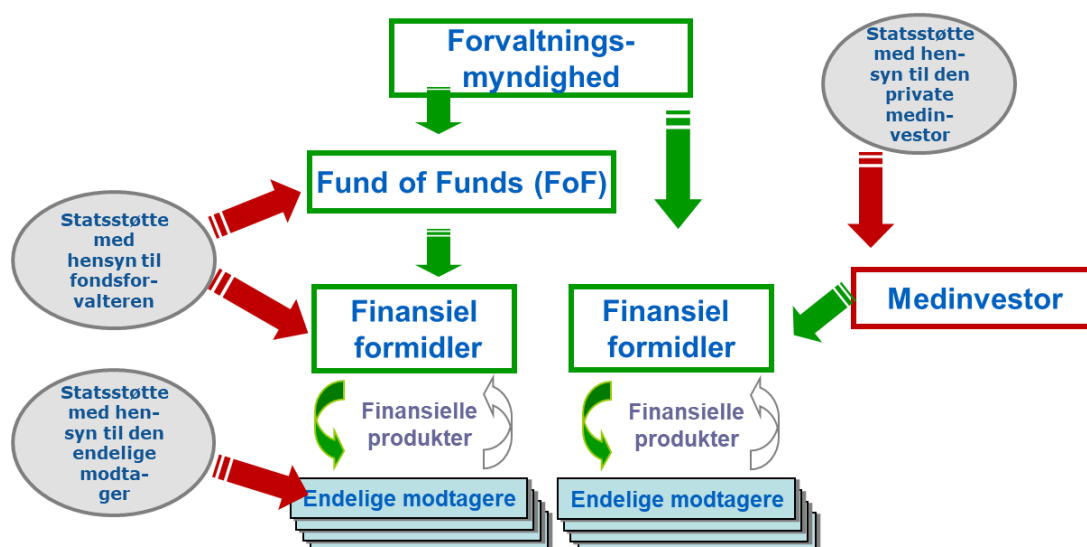 Forvaltnings-
myndighed
Statsstøtte
med hen-
syn til den
private
medin-
vestor
Fund of Funds (FoF)
Statsstøtte
med
hensyn til
fondsfor-
valteren
Finansiel
formidler
Finansiel
formidler
Medinvestor
Statsstøtte
med hen-
syn til den
endelige
modta-
ger
Finansielle
produkter
Finansielle
produkter
Endelige modtagere
Endelige modtagere